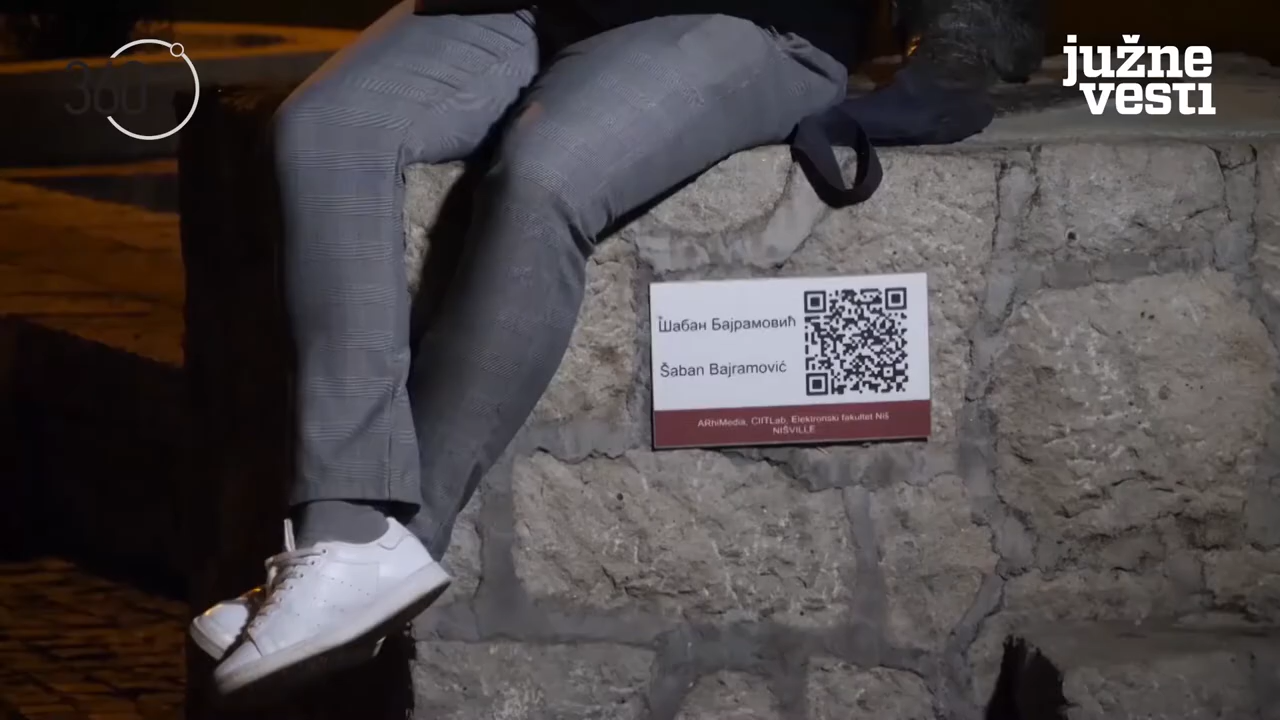 360°
južne
vesti
Шабан Бајрамовић
Šaban Bajramović
ARhiMedia, CIITLab, Elektronski fakultet Niš
NIŠVILLE